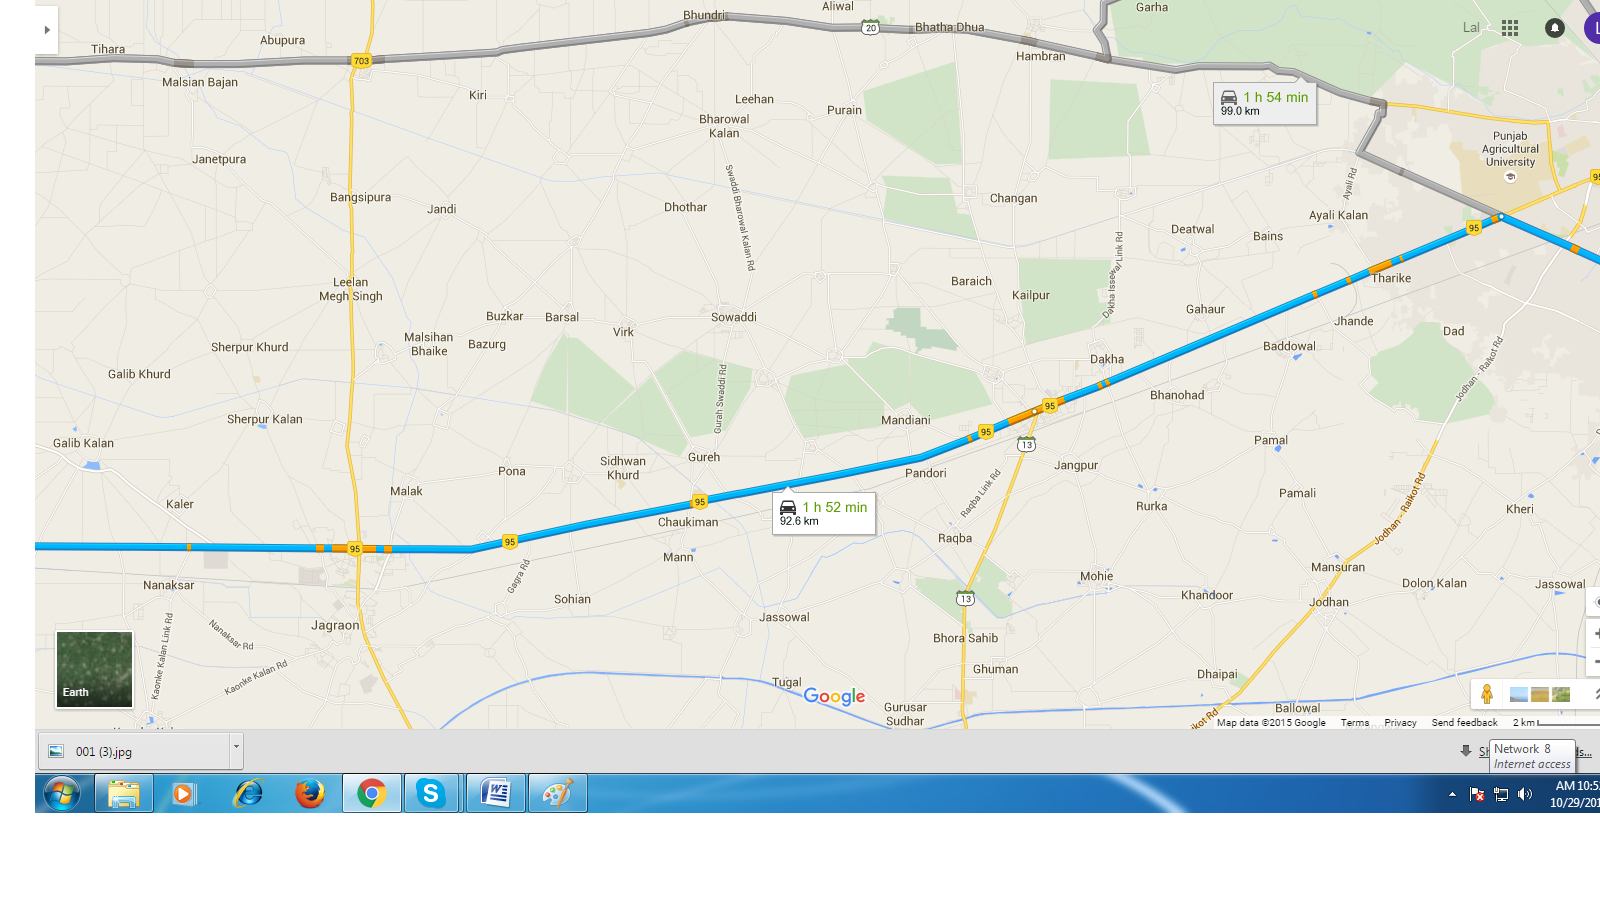 Bhundri
Aliwal
Garha
20
Bhatha Dhua
Lal
Tihara
Abupura
703
Hambran
Malsian Bajan
Kiri
Leehan
Purain
1 h 54 min
99.0 km
Bharowal
Kalan
Punjab
Agricultural
University
Janetpura
Swaddi Bharowal Kalan Rd
Ayali Rd
95
Bangsipura
Jandi
Dhothar
Changan
Ayali Kalan
Deatwal
Bains
95
Dakha Issewal Link Rd
Tharike
Leelan
Megh Singh
Baraich
Kailpur
Gahaur
Buzkar
Barsal
Virk
Sowaddi
Jhande
Dad
Malsihan
Bhaike
Bazurg
Sherpur Khurd
Baddowal
Dakha
Jodhan - Raikot Rd
Galib Khurd
Gurah Swaddi Rd
Bhanohad
Sherpur Kalan
Mandiani
95
95
13
Galib Kalan
Pamal
Pona
Sidhwan
Khurd
Gureh
Pandori
Jangpur
Raqba Link Rd
Malak
Pamali
Kaler
95
1 h 52 min
92.6 km
Rurka
Kheri
Jodhan - Raikot Rd
Chaukiman
95
95
Raqba
Mann
Mansuran
Nanaksar
Gagra Rd
Mohie
Dolon Kalan
Jassowal
Sohian
13
Khandoor
Jodhan
Jassowal
Jagraon
Nanaksar Rd
Kaonke Kalan Link Rd
Bhora Sahib
Kaonke Kalan Rd
Ghuman
Dhaipai
Earth
Tugal
Google
Gurusar
Sudhar
Ballowal
ikot Rd
Map data ©2015 Google
Terms
Privacy
Send feedback
2 km
001 (3).jpg
Network 8
Internet access
AM 10:5
10/29/201